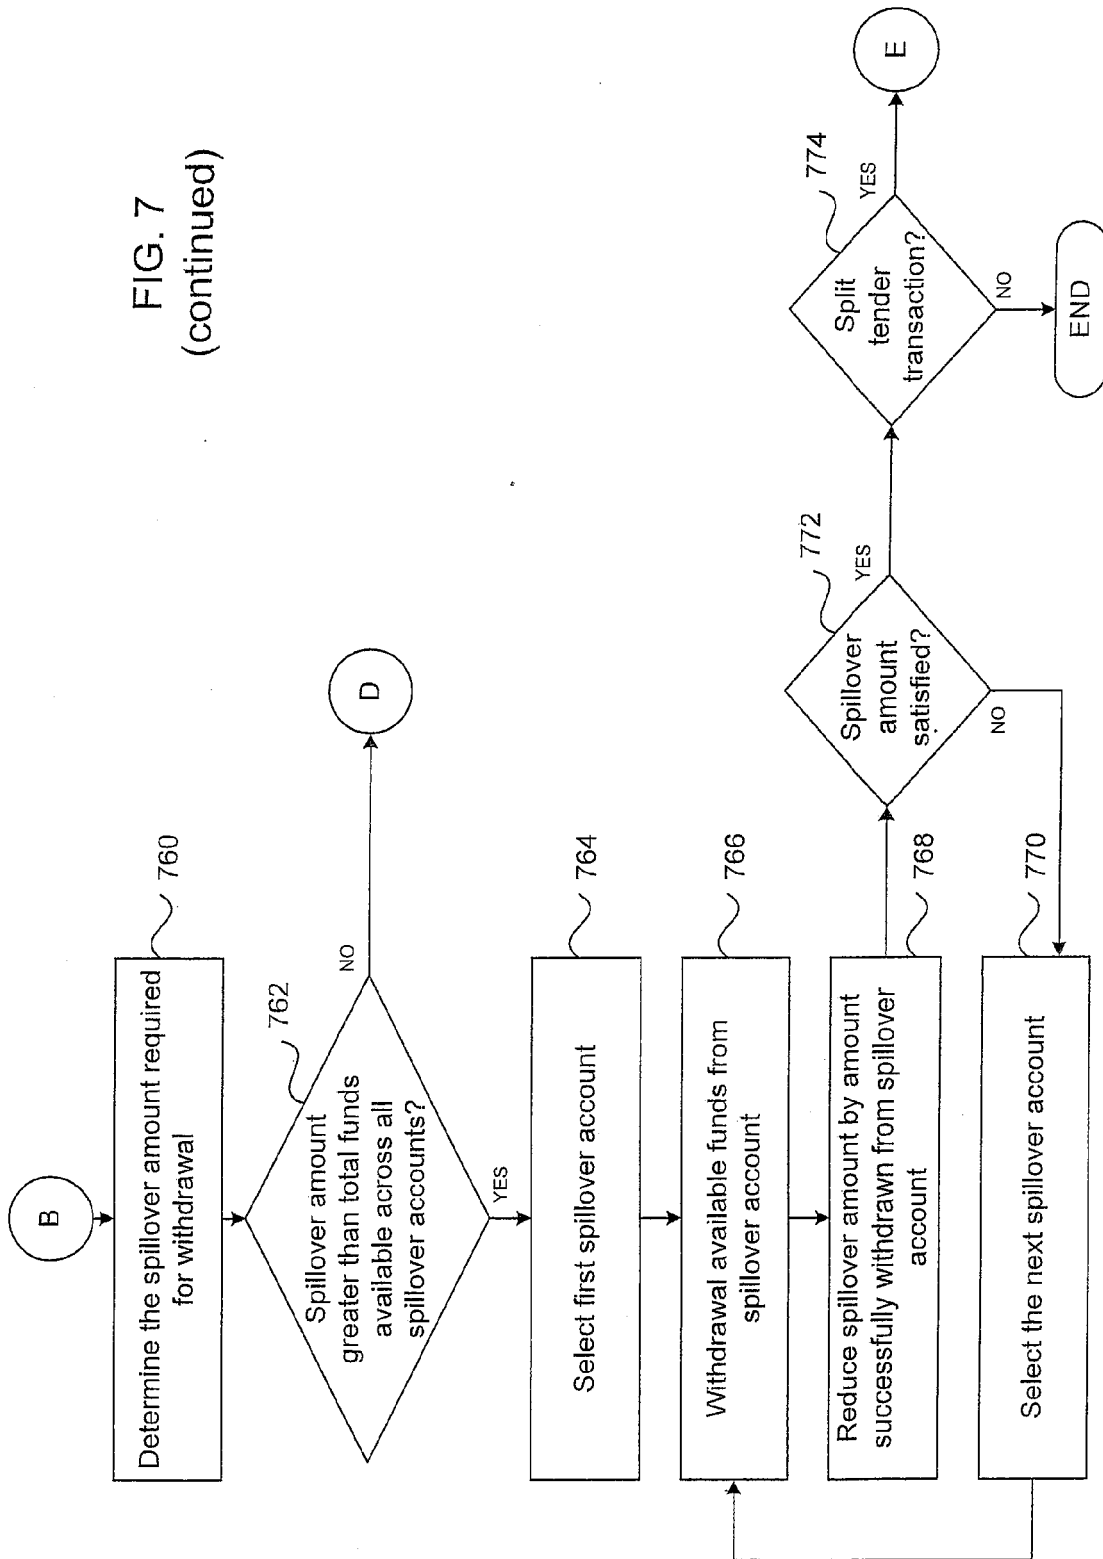 FIG. 7
(continued)
B
Determine the spillover amount required
for withdrawal
760
Spillover amount
greater than total funds
available across all
spillover accounts?
762
NO
D
YES
Select first spillover account
764
Withdrawal available funds from
spillover account
766
Reduce spillover amount by amount
successfully withdrawn from spillover
account
768
Select the next spillover account
770
Spillover
amount
satisfied?
772
YES
NO
Split
tender
transaction?
774
YES
NO
E
END